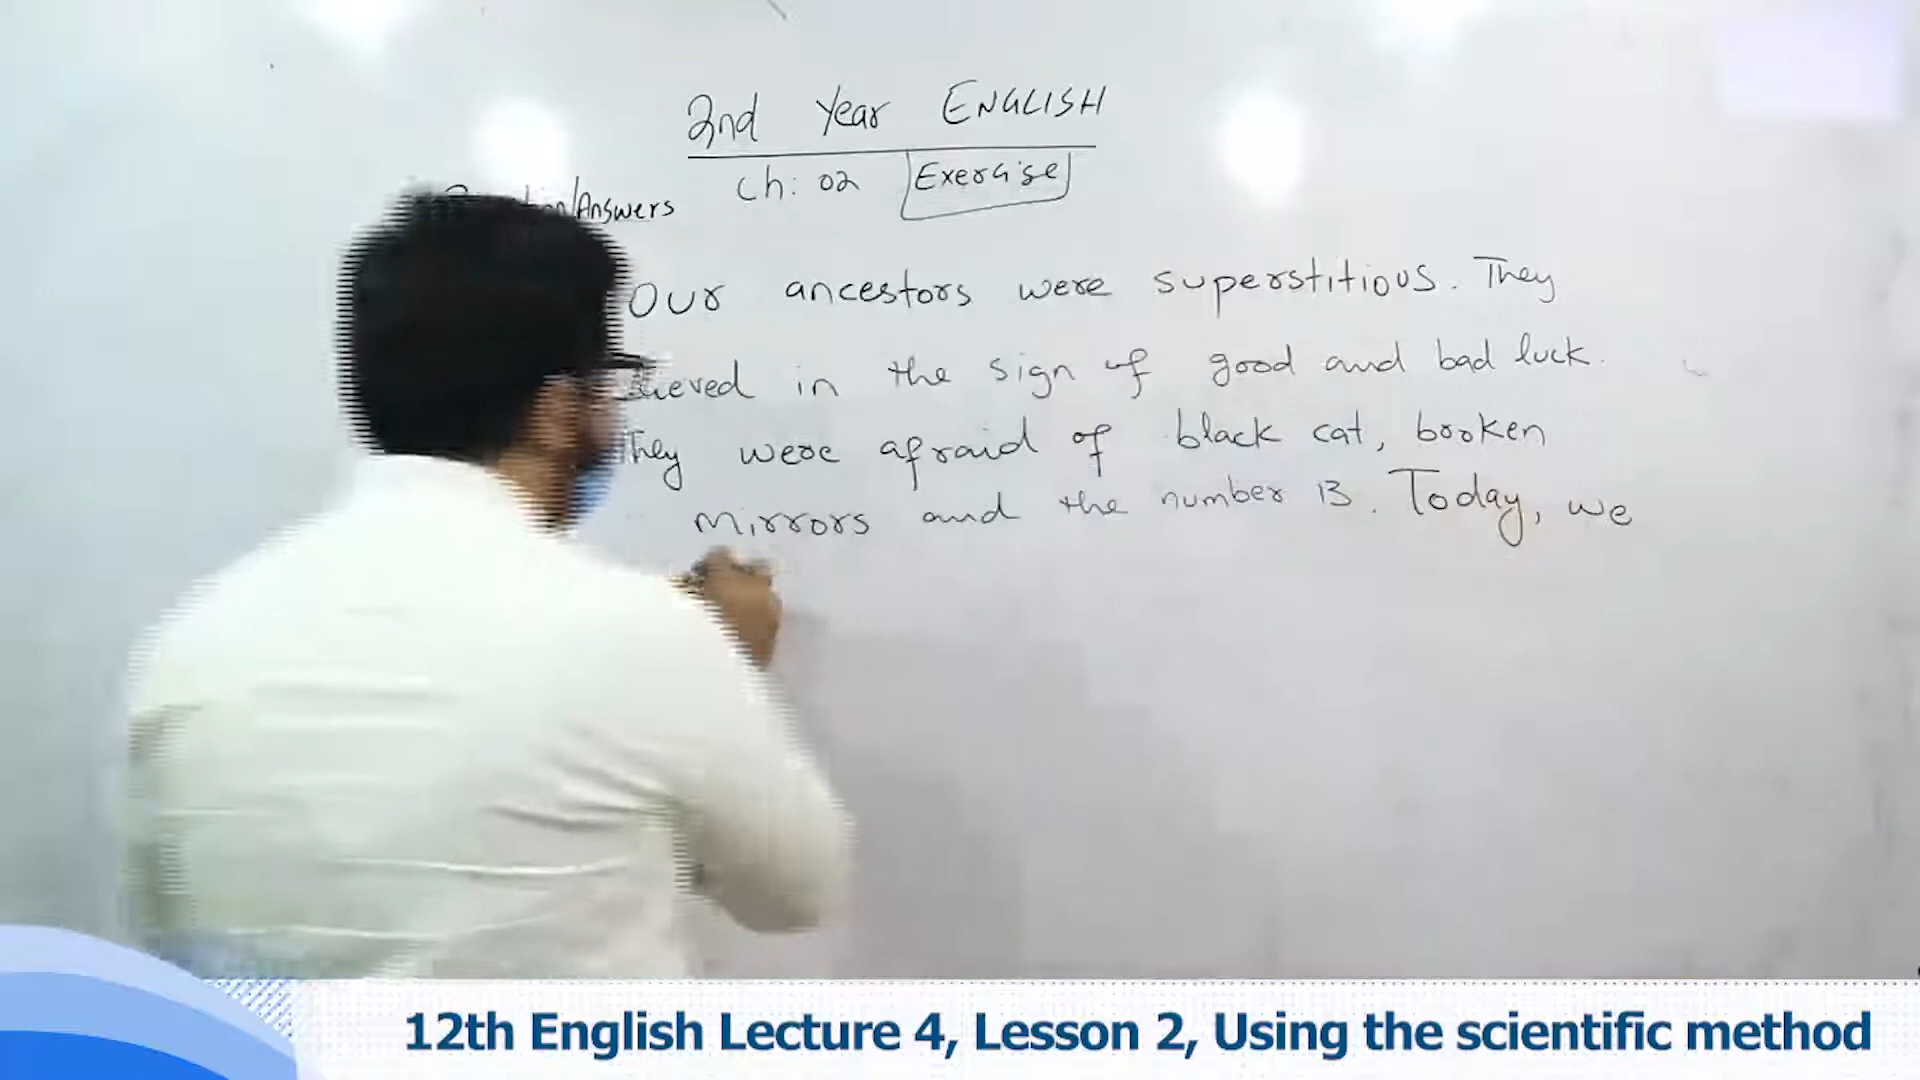 2nd Year ENGLISH
Ch: 02 Exercise
/Answers
Our ancestors were superstitious. They
in the sign of good and bad luck.
They were afraid of black cat, broken
mirrors and the number 13. Today, we
12th English Lecture 4, Lesson 2, Using the scientific method